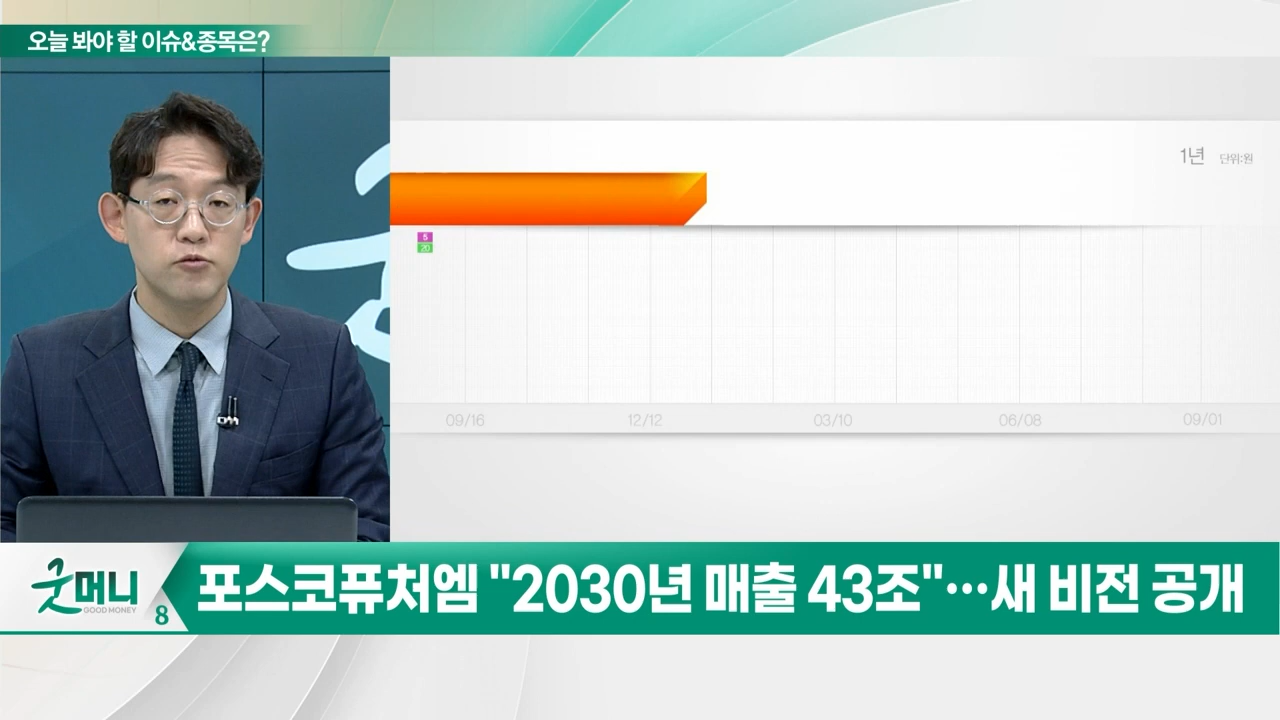 오늘 봐야 할 이슈&종목은?
1년 단위:원
5
20
09/16 12/12 03/10 06/08 09/01
굿머니
GOOD MONEY
8
포스코퓨처엠 "2030년 매출 43조"…새 비전 공개